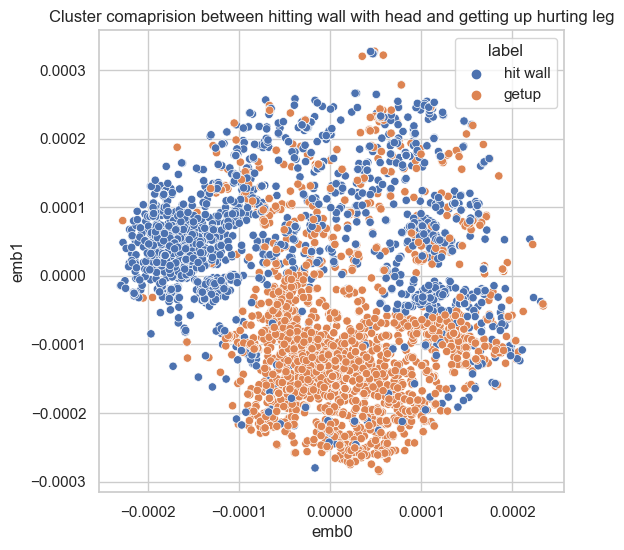 Cluster comaprision between hitting wall with head and getting up hurting leg
label
hit wall
getup
0.0003
0.0002
0.0001
0.0000
−0.0001
−0.0002
−0.0003
emb1
−0.0002
−0.0001
0.0000
0.0001
0.0002
emb0